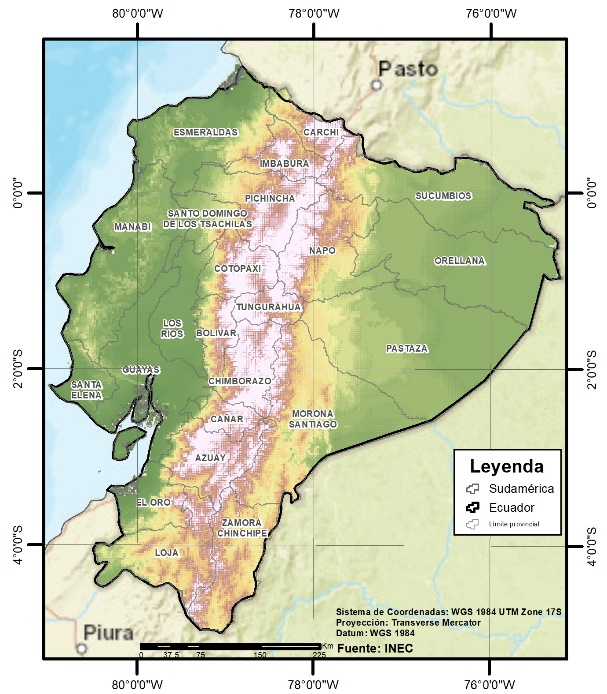 80°0'0"W 78°0'0"W 76°0'0"W
Pasto
ESMERALDAS
CARCHI
IMBABURA
0°0'0" 0°0'0"
PICHINCHA
SUCUMBIOS
SANTO DOMINGO
DE LOS TSACHILAS
MANABI
NAPO
ORELLANA
COTOPAXI
TUNGURAHUA
LOS
RIOS
BOLIVAR
PASTAZA
2°0'0"S 2°0'0"S
GUAYAS
SANTA
ELENA
CHIMBORAZO
CAÑAR
MORONA
SANTIAGO
AZUAY
Leyenda
Sudamérica
Ecuador
Limite provincial
EL ORO
ZAMORA
CHINCHIPE
4°0'0"S 4°0'0"S
LOJA
Sistema de Coordenadas: WGS 1984 UTM Zone 17S
Proyección: Transverse Mercator
Datum: WGS 1984
Fuente: INEC
Piura
Km
0 37.5 75 150 225
80°0'0"W 78°0'0"W 76°0'0"W